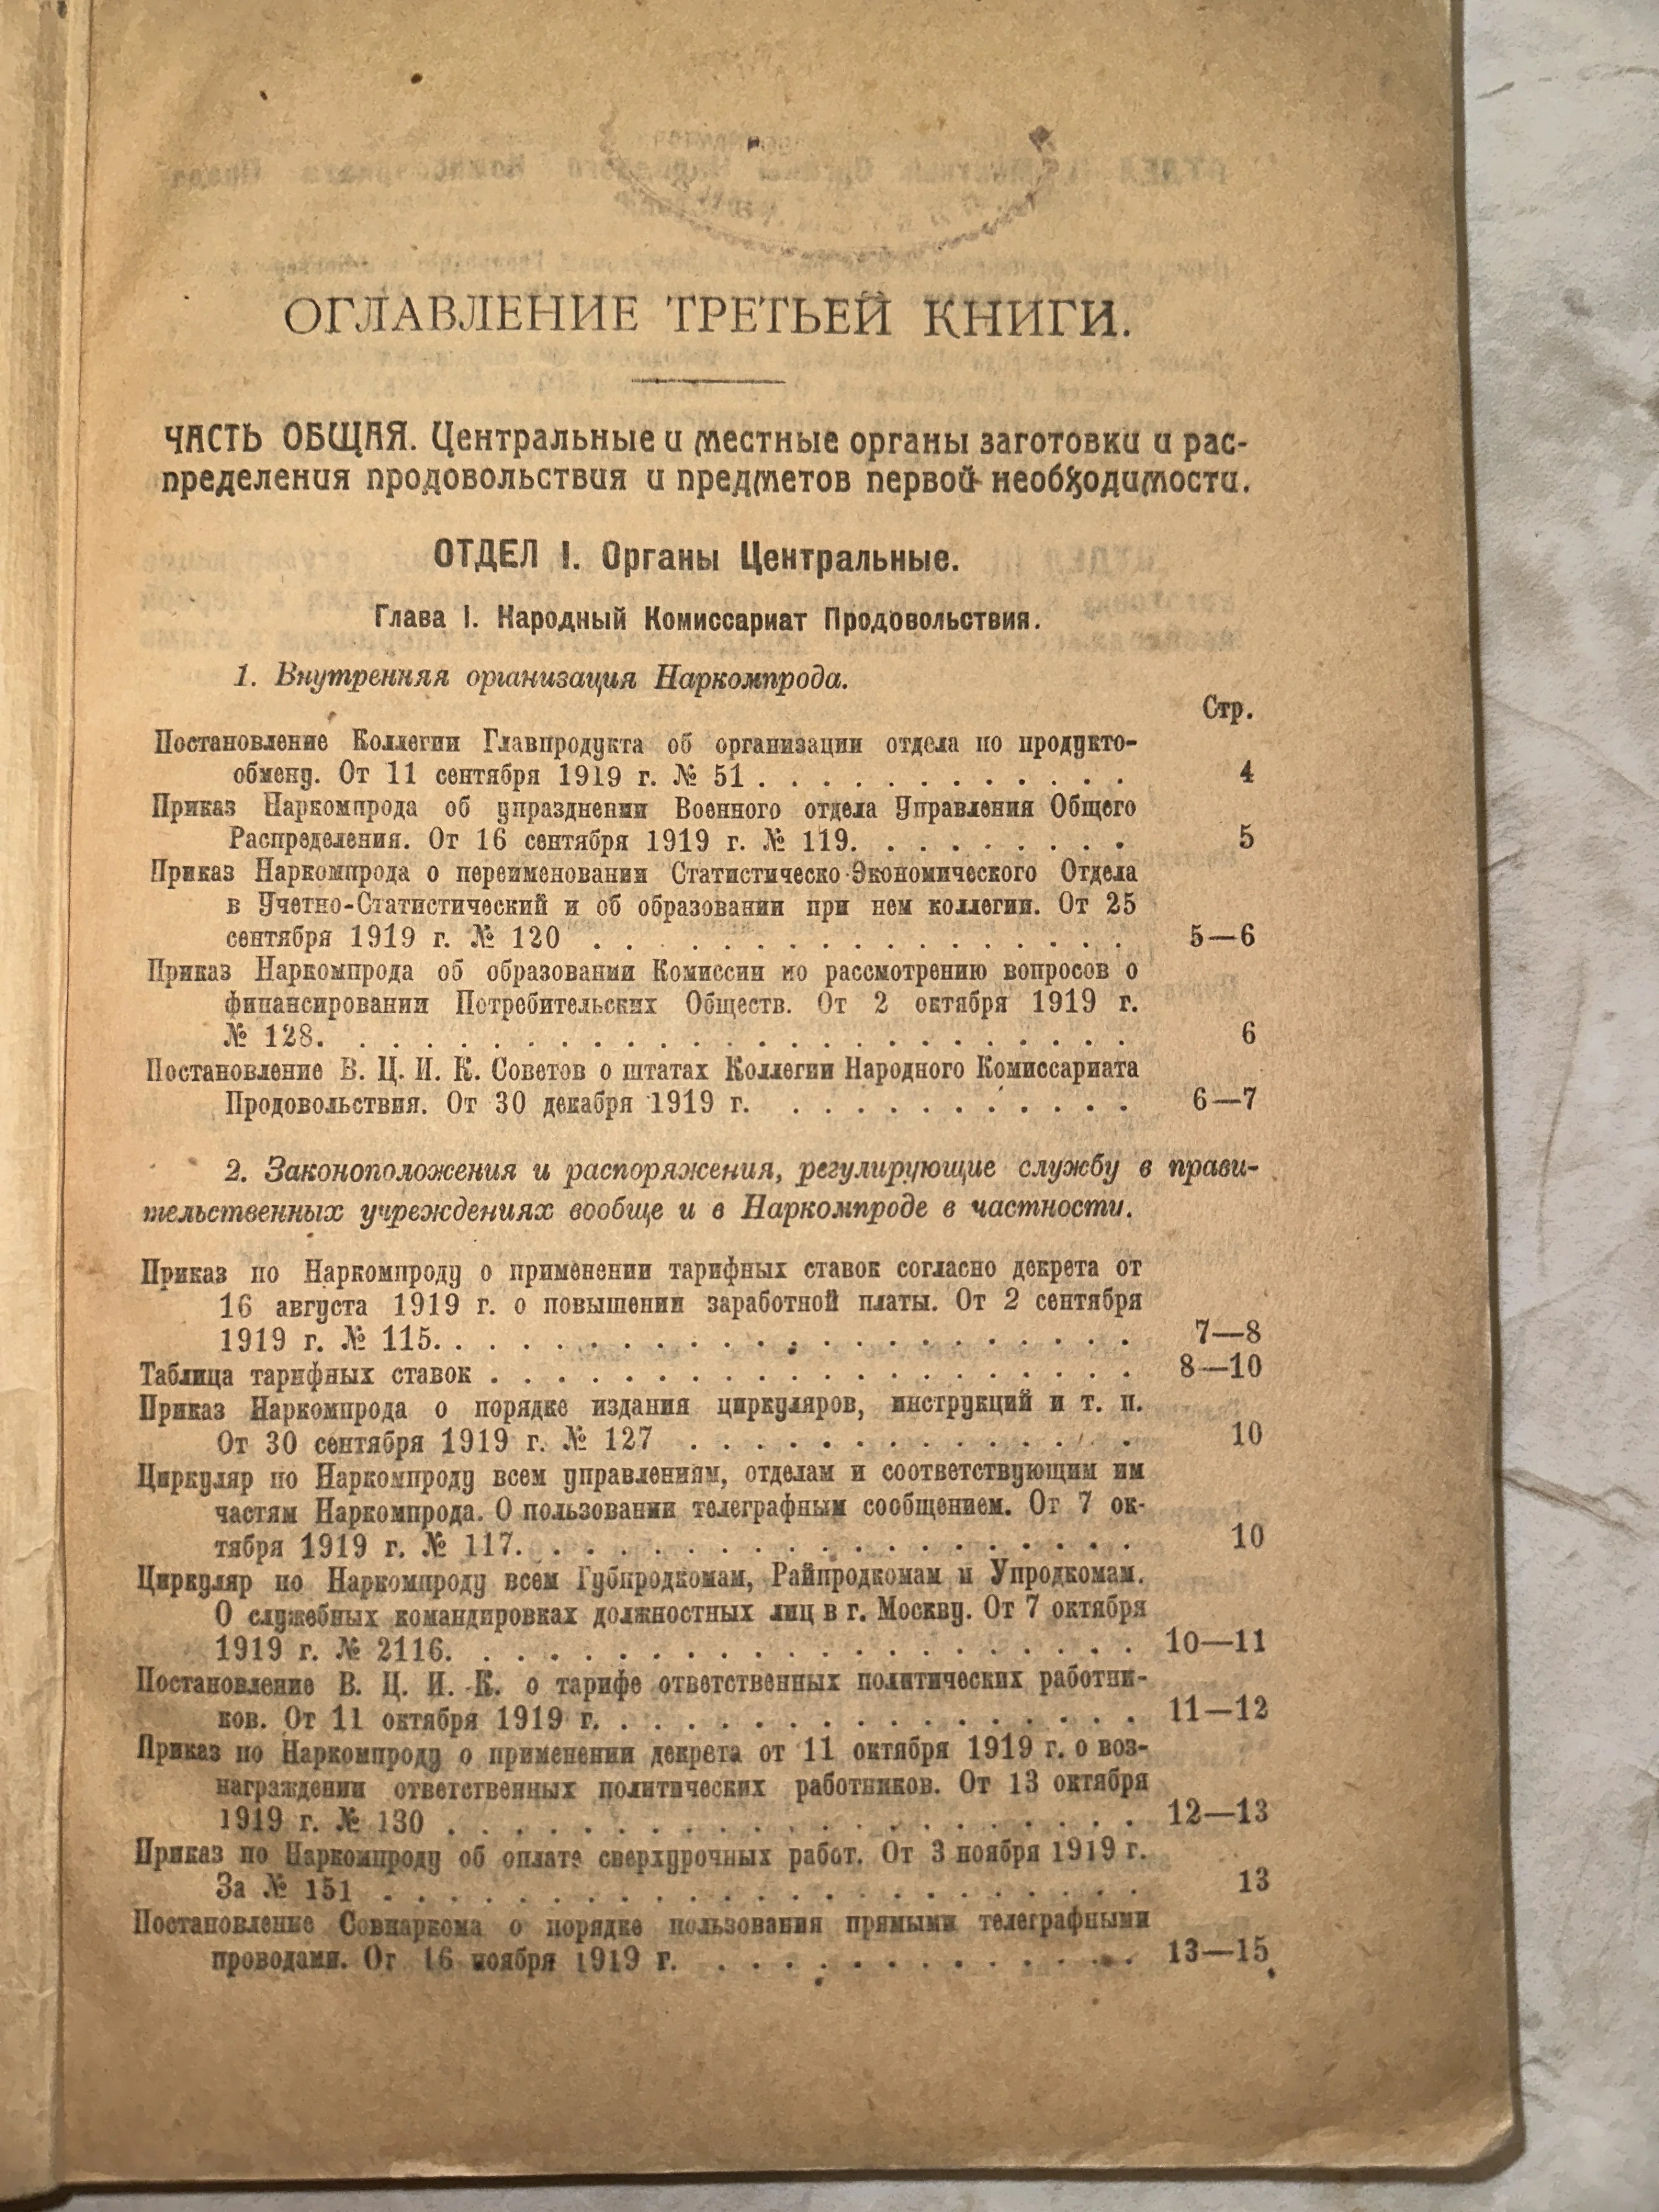 ОГЛАВЛЕНИЕ ТРЕТЬЕЙ КНИГИ.
ЧАСТЬ ОБЩАЯ. Центральные и местные органы заготовки и рас-
пределения продовольствия и предметов первой необходимости.
ОТДЕЛ I. Органы Центральные.
Глава I. Народный Комиссариат Продовольствия.
1. Внутренняя организация Наркомпрода.
Стр.
Постановление Коллегии Главпродукта об организации отдела по продукто-
обмену. От 11 сентября 1919 г. № 51 . . . . . . . . . . . . 4
Приказ Наркомпрода об упразднении Военного отдела Управления Общего
Распределения. От 16 сентября 1919 г. № 119. . . . . . . . . 5
Приказ Наркомпрода о переименовании Статистическо-Экономического Отдела
в Учетно-Статистический и об образовании при нем коллегии. От 25
сентября 1919 г. № 120 . . . . . . . . . . . . . . . . 5—6
Приказ Наркомпрода об образовании Комиссии по рассмотрению вопросов о
финансировании Потребительских Обществ. От 2 октября 1919 г.
№ 128. . . . . . . . . . . . . . . . . . . . . . . . 6
Постановление В. Ц. И. К. Советов о штатах Коллегии Народного Комиссариата
Продовольствия. От 30 декабря 1919 г. . . . . . . . . . . . 6—7
2. Законоположения и распоряжения, регулирующие службу в прави-
тельственных учреждениях вообще и в Наркомпроде в частности.
Приказ по Наркомпроду о применении тарифных ставок согласно декрета от
16 августа 1919 г. о повышении заработной платы. От 2 сентября
1919 г. № 115. . . . . . . . . . . . . . . . . . . . . 7—8
Таблица тарифных ставок . . . . . . . . . . . . . . . . . . . . 8—10
Приказ Наркомпрода о порядке издания циркуляров, инструкций и т. п.
От 30 сентября 1919 г. № 127 . . . . . . . . . . . . . . 10
Циркуляр по Наркомпроду всем управлениям, отделам и соответствующим им
частям Наркомпрода. О пользовании телеграфным сообщением. От 7 ок-
тября 1919 г. № 117. . . . . . . . . . . . . . . . . . . 10
Циркуляр по Наркомпроду всем Губпродкомам, Райпродкомам и Упродкомам.
О служебных командировках должностных лиц в г. Москву. От 7 октября
1919 г. № 2116. . . . . . . . . . . . . . . . . . . . . 10—11
Постановление В. Ц. И. К. о тарифе ответственных политических работни-
ков. От 11 октября 1919 г. . . . . . . . . . . . . . . . . 11—12
Приказ по Наркомпроду о применении декрета от 11 октября 1919 г. о воз-
награждении ответственных политических работников. От 13 октября
1919 г. № 130 . . . . . . . . . . . . . . . . . . . . . 12—13
Приказ по Наркомпроду об оплате сверхурочных работ. От 3 ноября 1919 г.
За № 151 . . . . . . . . . . . . . . . . . . . . . . . 13
Постановление Совнаркома о порядке пользования прямыми телеграфными
проводами. От 16 ноября 1919 г. . . . . . . . . . . . . . . 13—15